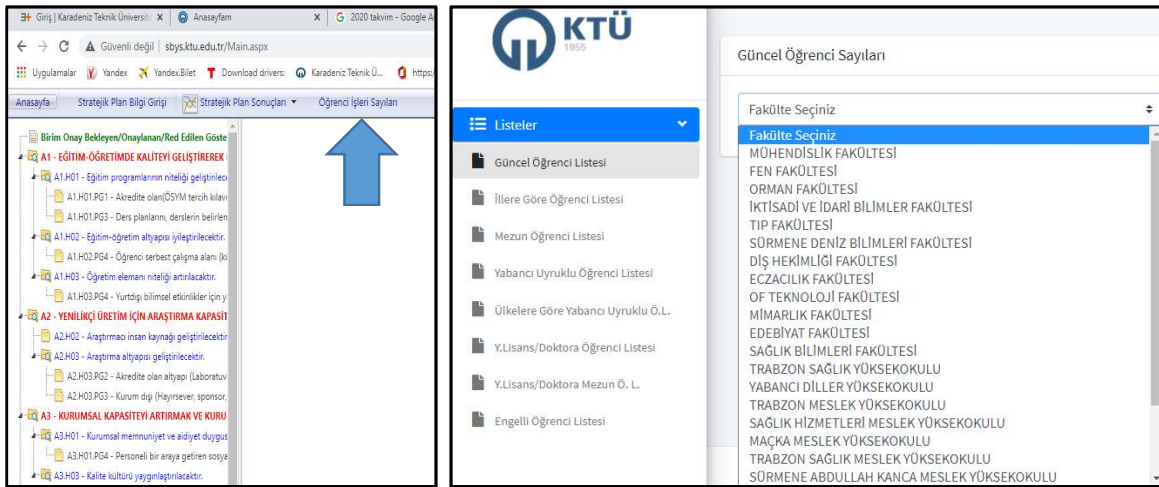 Giriş | Karadeniz Teknik Üniversit X
Anasayfam X
2020 takvim - Google A
Güvenli değil | sbys.ktu.edu.tr/Main.aspx
Uygulamalar Yandex Yandex.Bilet Download drivers: Karadeniz Teknik Ü... https:
Anasayfa Stratejik Plan Bilgi Girişi Stratejik Plan Sonuçları Öğrenci İşleri Sayıları
Birim Onay Bekleyen/Onaylanan/Red Edilen Göste
A1 - EĞİTİM-ÖĞRETİMDE KALİTEYİ GELİŞTİREREK
A1.H01 - Eğitim programlarının niteliği geliştirilec
A1.H01.PG1 - Akredite olan(ÖSYM tercih kılavu
A1.H01.PG3 - Ders planlarını, derslerin belirlen
A1.H02 - Eğitim-öğretim altyapısı iyileştirilecektir.
A1.H02.PG4 - Öğrenci serbest çalışma alanı (kü
A1.H03 - Öğretim elemanı niteliği artırılacaktır.
A1.H03.PG4 - Yurtdışı bilimsel etkinlikler için y
A2 - YENİLİKÇİ ÜRETİM İÇİN ARAŞTIRMA KAPASİT
A2.H02 - Araştırmacı insan kaynağı geliştirilecektir
A2.H03 - Araştırma altyapısı geliştirilecektir.
A2.H03.PG2 - Akredite olan altyapı (Laboratuv
A2.H03.PG3 - Kurum dışı (Hayırsever, sponsor,
A3 - KURUMSAL KAPASİTEYİ ARTIRMAK VE KURU
A3.H01 - Kurumsal memnuniyet ve aidiyet duygus
A3.H01.PG4 - Personeli bir araya getiren sosya
A3.H03 - Kalite kültürü yaygınlaştırılacaktır.
KTÜ
1955
Listeler
Güncel Öğrenci Listesi
İllere Göre Öğrenci Listesi
Mezun Öğrenci Listesi
Yabancı Uyruklu Öğrenci Listesi
Ülkelere Göre Yabancı Uyruklu Ö.L.
Y.Lisans/Doktora Öğrenci Listesi
Y.Lisans/Doktora Mezun Ö. L.
Engelli Öğrenci Listesi
Güncel Öğrenci Sayıları
Fakülte Seçiniz
Fakülte Seçiniz
MÜHENDİSLİK FAKÜLTESİ
FEN FAKÜLTESİ
ORMAN FAKÜLTESİ
İKTİSADİ VE İDARİ BİLİMLER FAKÜLTESİ
TIP FAKÜLTESİ
SÜRMENE DENİZ BİLİMLERİ FAKÜLTESİ
DİŞ HEKİMLİĞİ FAKÜLTESİ
ECZACILIK FAKÜLTESİ
OF TEKNOLOJİ FAKÜLTESİ
MİMARLIK FAKÜLTESİ
EDEBİYAT FAKÜLTESİ
SAĞLIK BİLİMLERİ FAKÜLTESİ
TRABZON SAĞLIK YÜKSEKOKULU
YABANCI DİLLER YÜKSEKOKULU
TRABZON MESLEK YÜKSEKOKULU
SAĞLIK HİZMETLERİ MESLEK YÜKSEKOKULU
MAÇKA MESLEK YÜKSEKOKULU
TRABZON SAĞLIK MESLEK YÜKSEKOKULU
SÜRMENE ABDULLAH KANCA MESLEK YÜKSEKOKULU